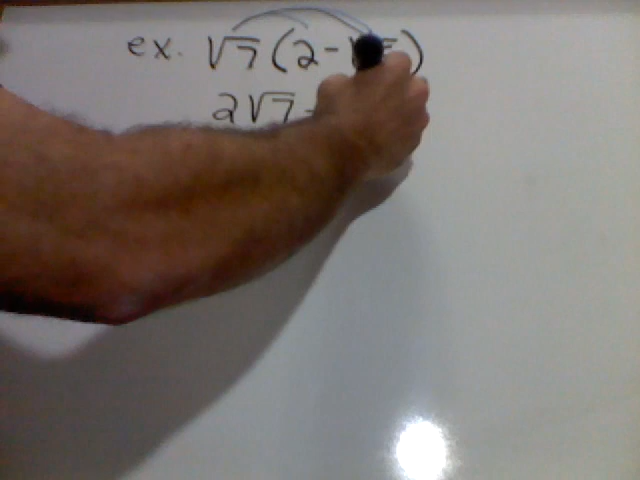 ex. √7(2-√ )
2√7-